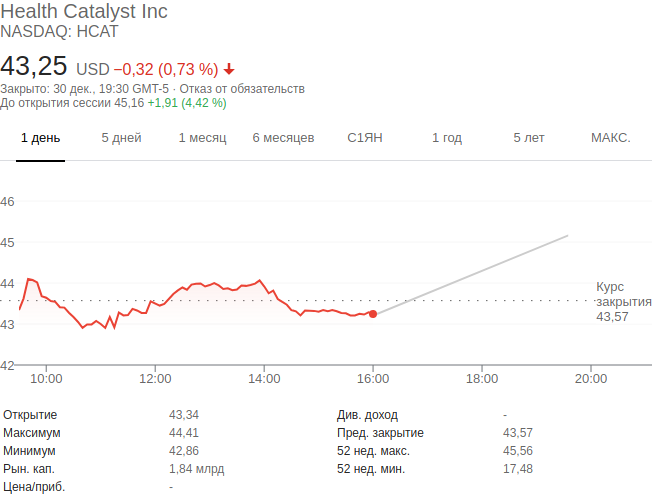 Health Catalyst Inc
NASDAQ: HCAT
43,25 USD −0,32 (0,73 %)
Закрыто: 30 дек., 19:30 GMT-5 · Отказ от обязательств
До открытия сессии 45,16 +1,91 (4,42 %)
1 день 5 дней 1 месяц 6 месяцев С1ЯН 1 год 5 лет МАКС.
46
45
44
Курс
закрытия
43,57
43
42
10:00 12:00 14:00 16:00 18:00 20:00
Открытие 43,34 Див. доход -
Максимум 44,41 Пред. закрытие 43,57
Минимум 42,86 52 нед. макс. 45,56
Рын. кап. 1,84 млрд 52 нед. мин. 17,48
Цена/приб. -